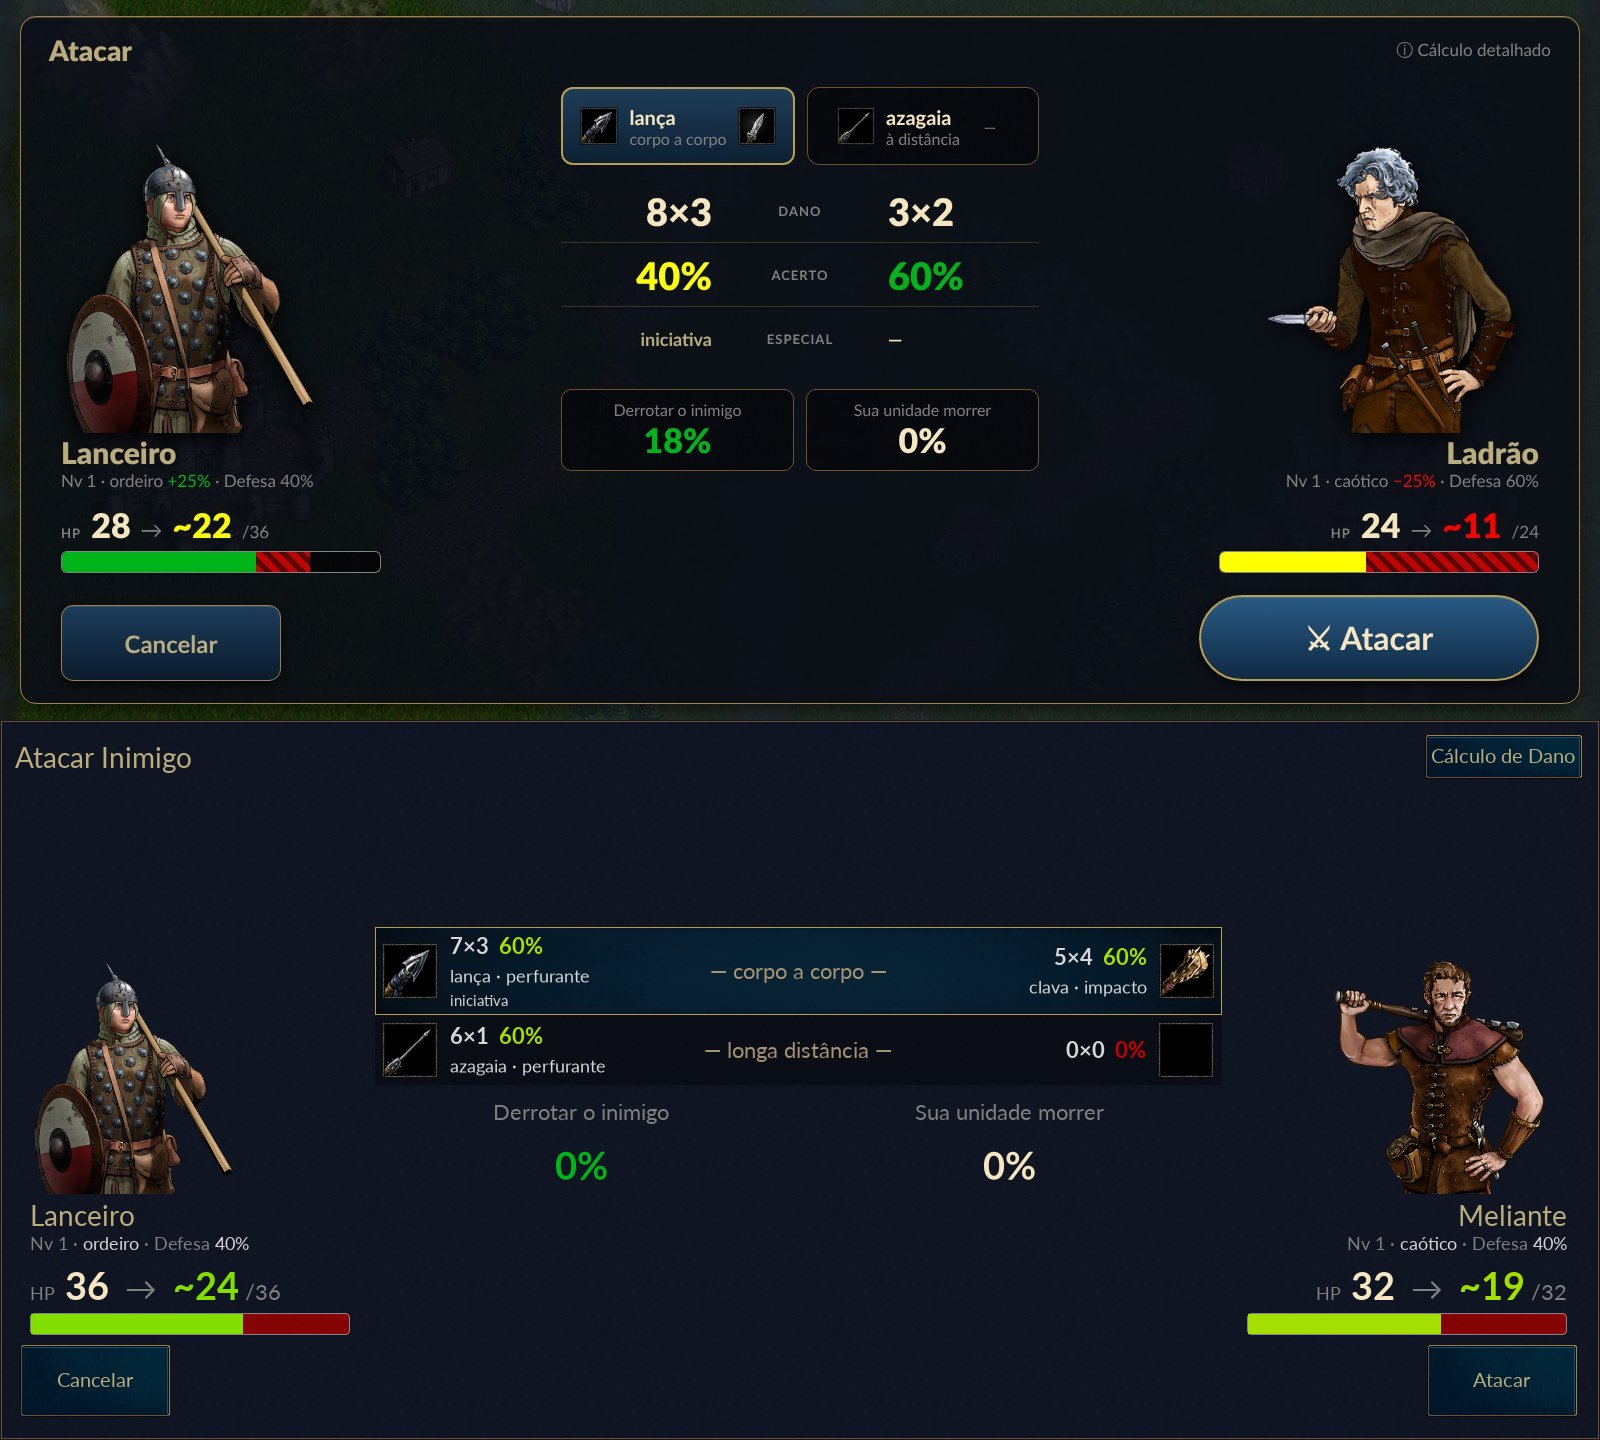 Atacar
ⓘ Cálculo detalhado
lança
corpo a corpo
azagaia
à distância
–
8×3 DANO 3×2
40% ACERTO 60%
iniciativa ESPECIAL –
Derrotar o inimigo
18%
Sua unidade morrer
0%
Lanceiro
Nv 1 · ordeiro +25% · Defesa 40%
HP 28 → ~22 /36
Ladrão
Nv 1 · caótico −25% · Defesa 60%
HP 24 → ~11 /24
Cancelar
⚔ Atacar
Atacar Inimigo
Cálculo de Dano
7×3 60%
lança · perfurante
iniciativa
— corpo a corpo —
5×4 60%
clava · impacto
6×1 60%
azagaia · perfurante
— longa distância —
0×0 0%
Derrotar o inimigo
0%
Sua unidade morrer
0%
Lanceiro
Nv 1 · ordeiro · Defesa 40%
HP 36 → ~24 /36
Meliante
Nv 1 · caótico · Defesa 40%
HP 32 → ~19 /32
Cancelar
Atacar